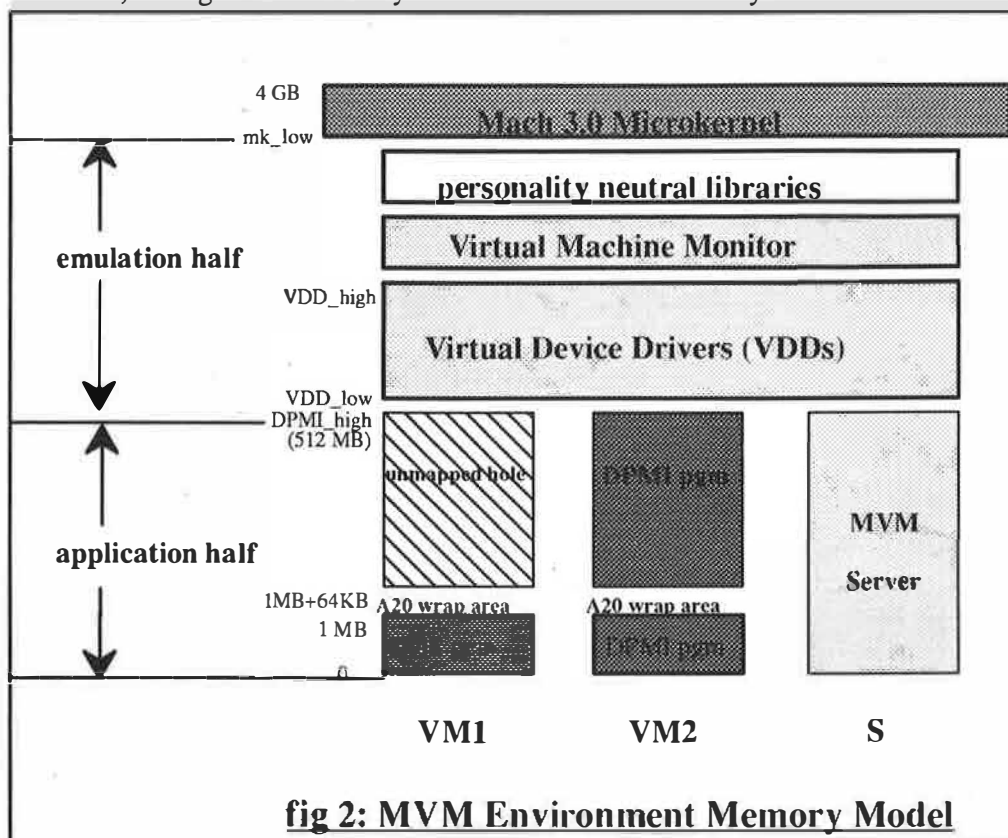 4 GB
Mach 3.0 Microkernel
mk_low
personality neutral libraries
Virtual Machine Monitor
emulation half
VDD_high
Virtual Device Drivers (VDDs)
VDD_low
DPMI_high
(512 MB)
unmapped hole
DPMI pgm
MVM
Server
application half
1MB+64KB
A20 wrap area
A20 wrap area
1 MB
DPMI pgm
0
VM1
VM2
S
fig 2: MVM Environment Memory Model